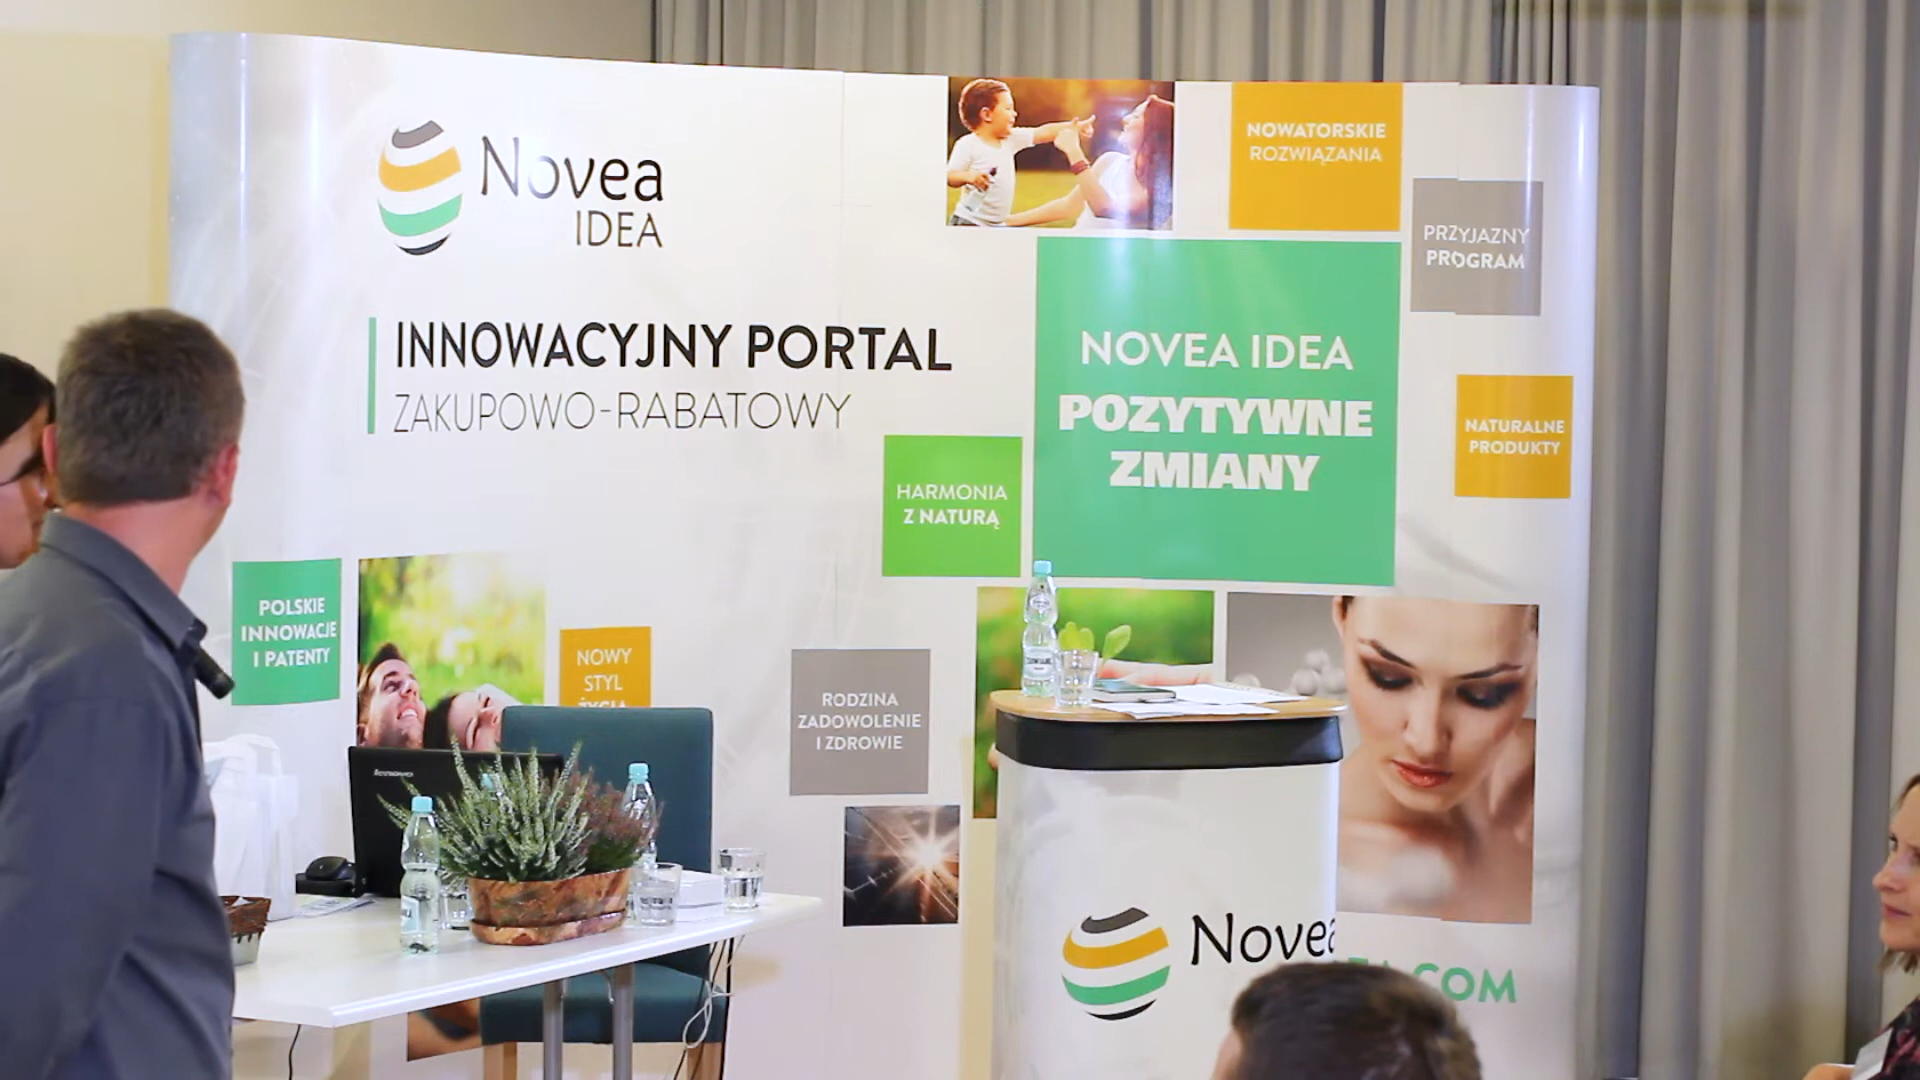 Novea
IDEA
INNOWACYJNY PORTAL
ZAKUPOWO-RABATOWY
NOWATORSKIE
ROZWIĄZANIA
PRZYJAZNY
PROGRAM
NOVEA IDEA
POZYTYWNE
ZMIANY
NATURALNE
PRODUKTY
HARMONIA
Z NATURĄ
POLSKIE
INNOWACJE
I PATENTY
NOWY
STYL
RODZINA
ZADOWOLENIE
I ZDROWIE
lenovo
Novea
.COM